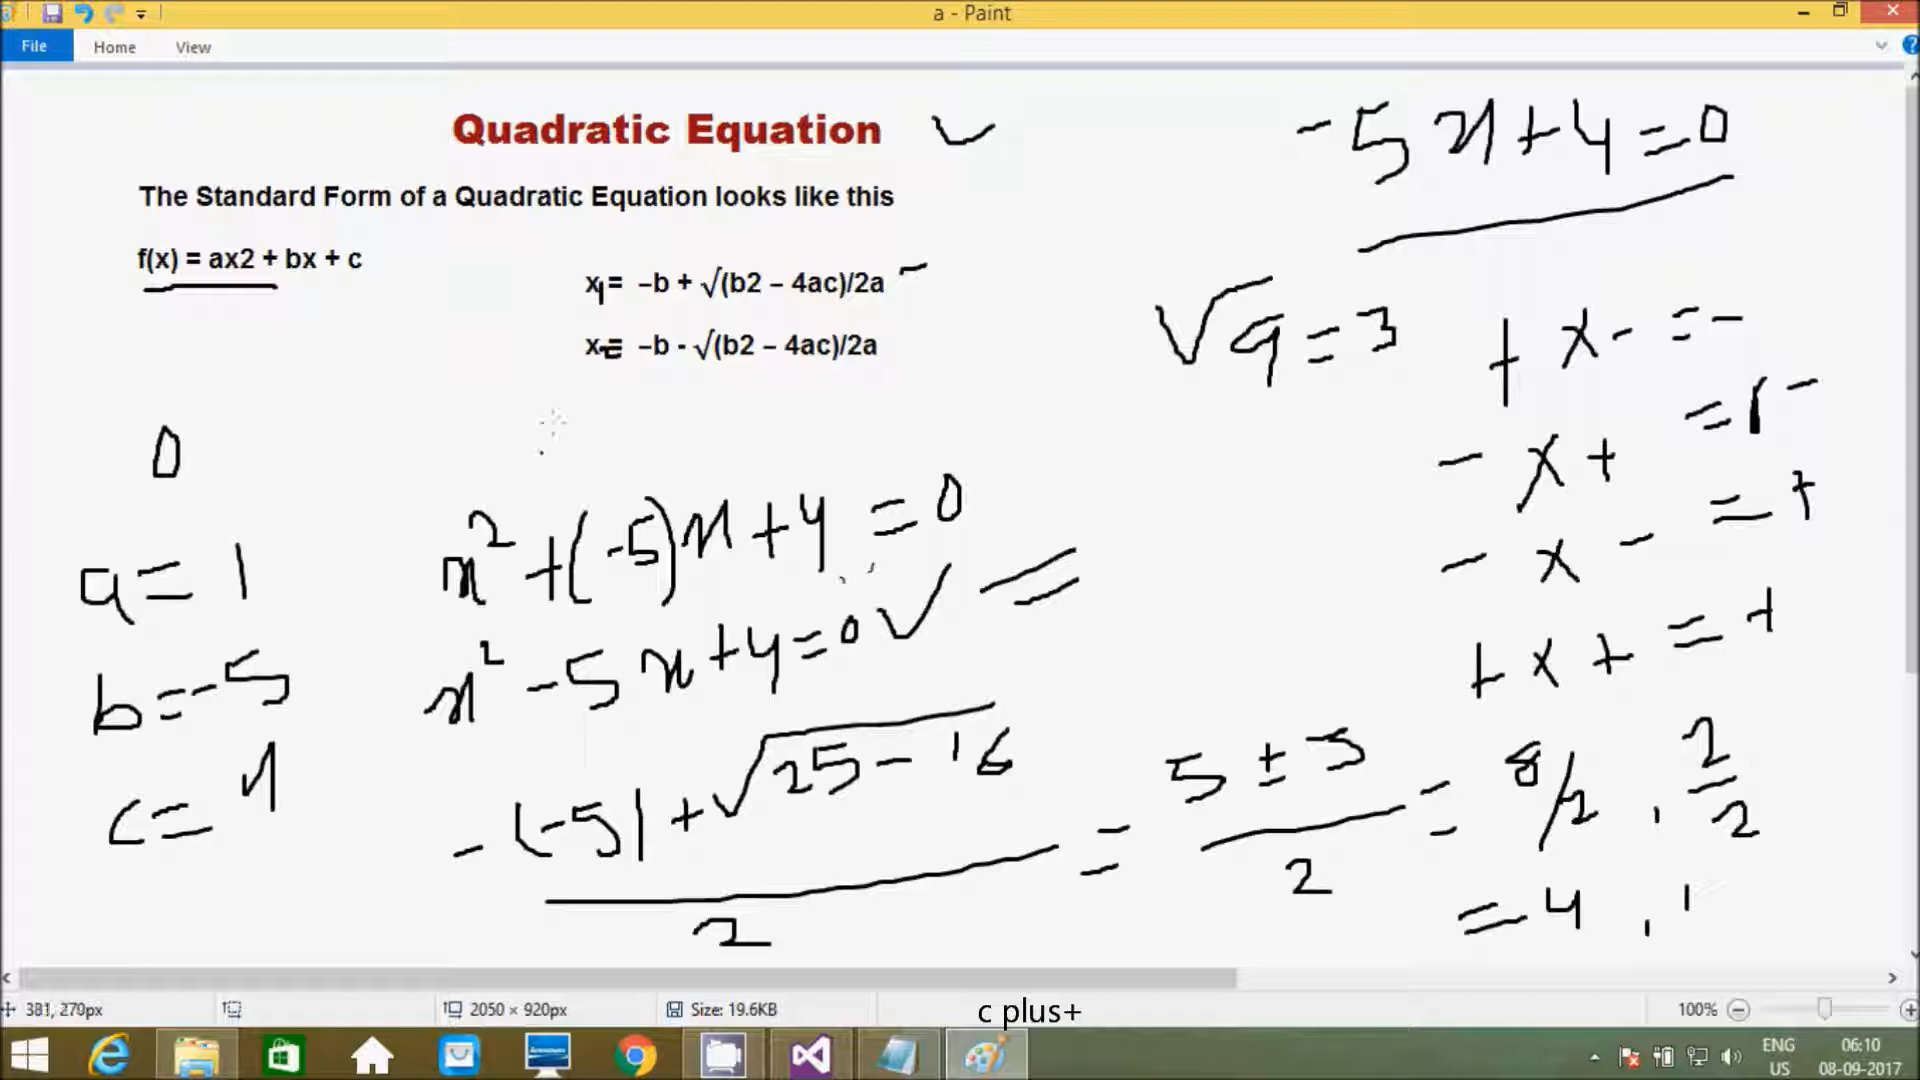 a - Paint
File Home View
Quadratic Equation
-5x+4=0
The Standard Form of a Quadratic Equation looks like this
f(x) = ax2 + bx + c
x1= –b + √(b2 – 4ac)/2a
x2= –b - √(b2 – 4ac)/2a
√9=3
+ x - = -
- x + = -
- x - = +
+ x + = +
0
a=1
b=-5
c=4
x²+(-5)x+4=0
x²-5x+4=0
-(-5)+√25-16
2
= 5±3
2
= 8/2 , 2/2
= 4 , 1
381, 270px 2050 × 920px Size: 19.6KB c plus+ 100%
ENG
US
06:10
08-09-2017